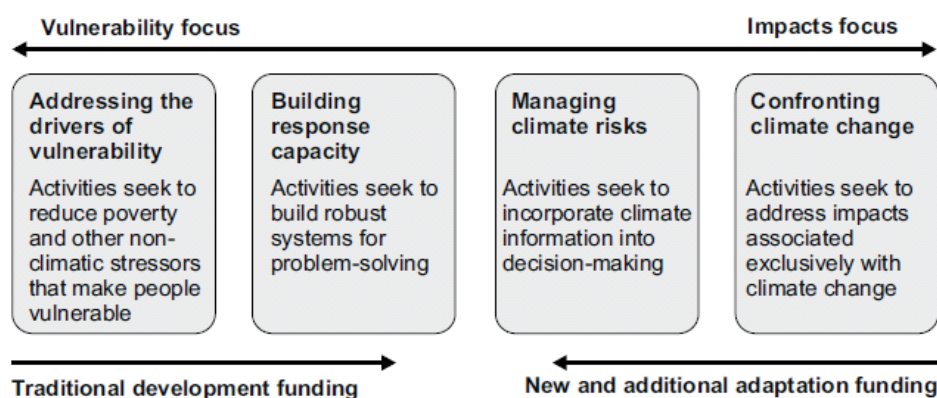 Vulnerability focus
Impacts focus
Addressing the
drivers of
vulnerability
Activities seek to
reduce poverty
and other non-
climatic stressors
that make people
vulnerable
Building
response
capacity
Activities seek to
build robust
systems for
problem-solving
Managing
climate risks
Activities seek to
incorporate climate
information into
decision-making
Confronting
climate change
Activities seek to
address impacts
associated
exclusively with
climate change
Traditional development funding
New and additional adaptation funding